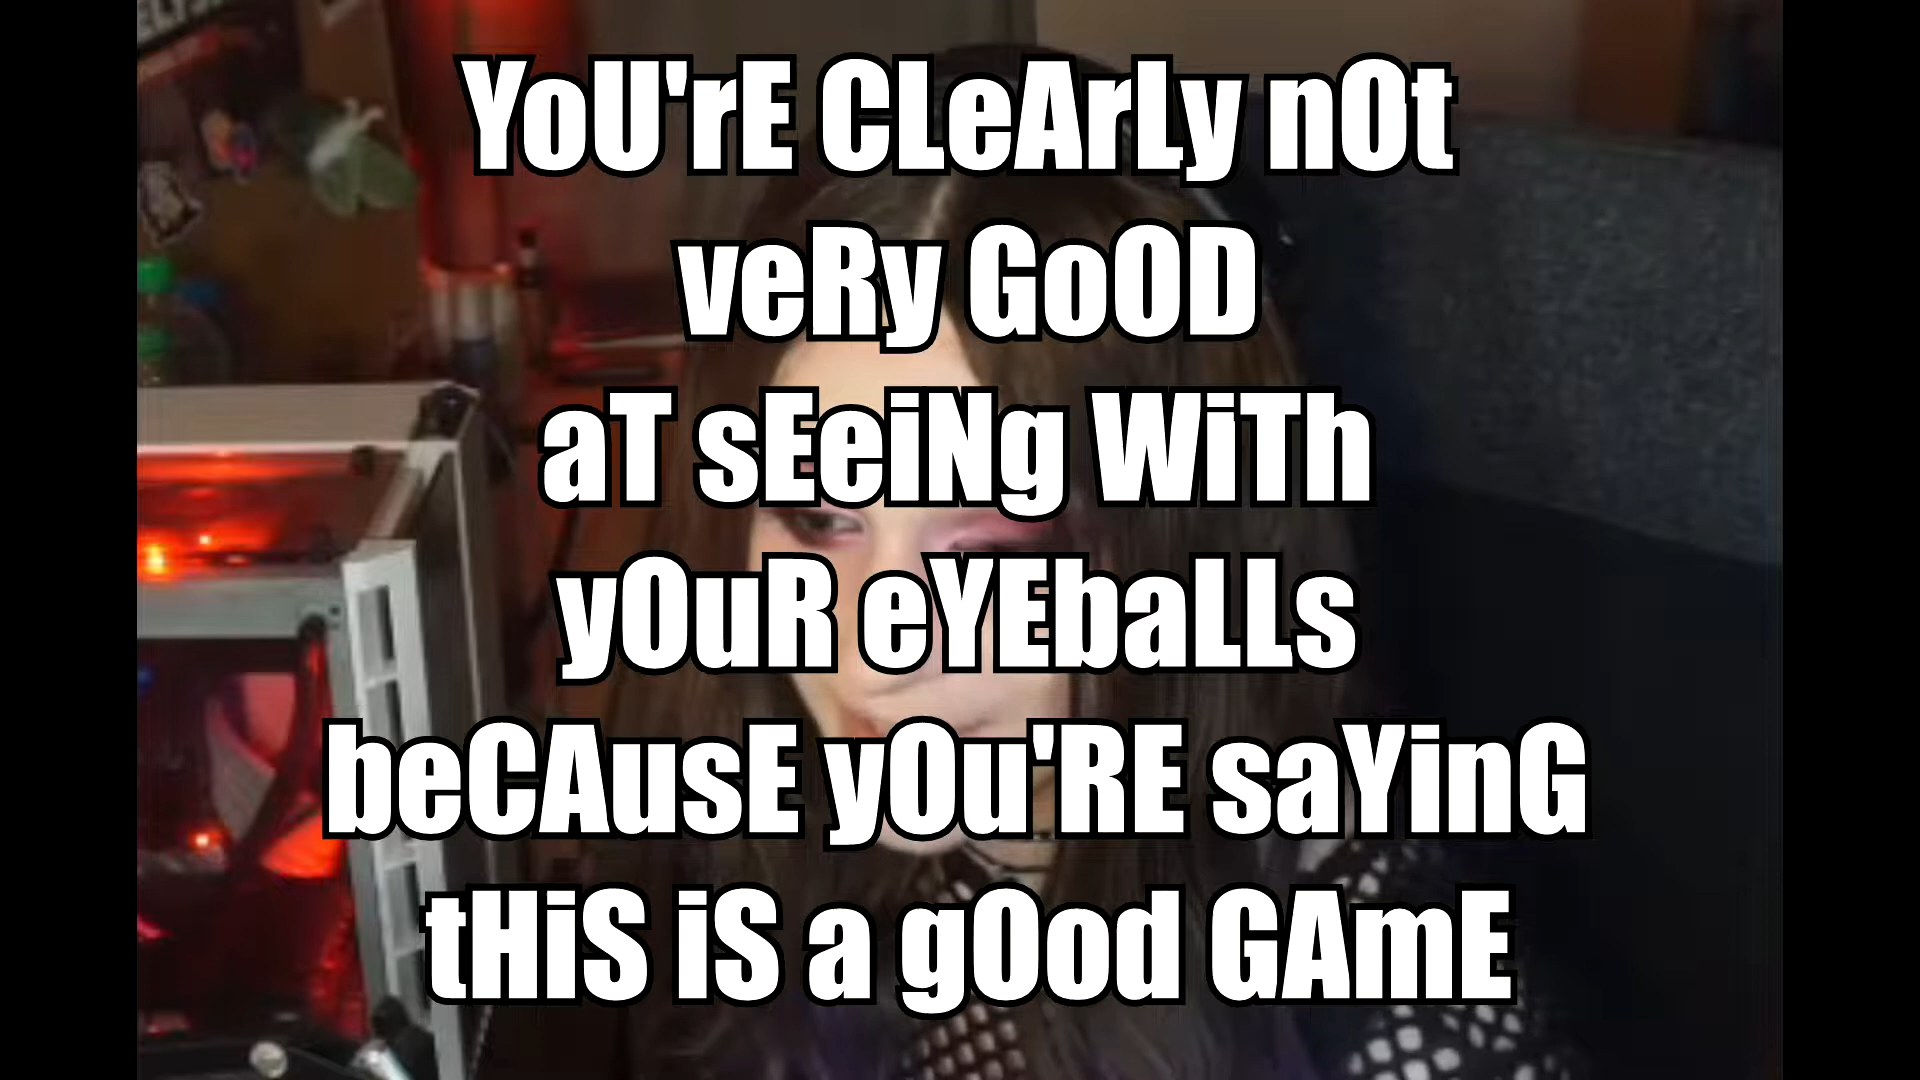 YoU'rE CLeArLy nOt
veRy GoOD
aT sEeiNg WiTh
yOuR eYEbaLLs
beCAusE yOu'RE saYinG
tHiS iS a gOod GAmE